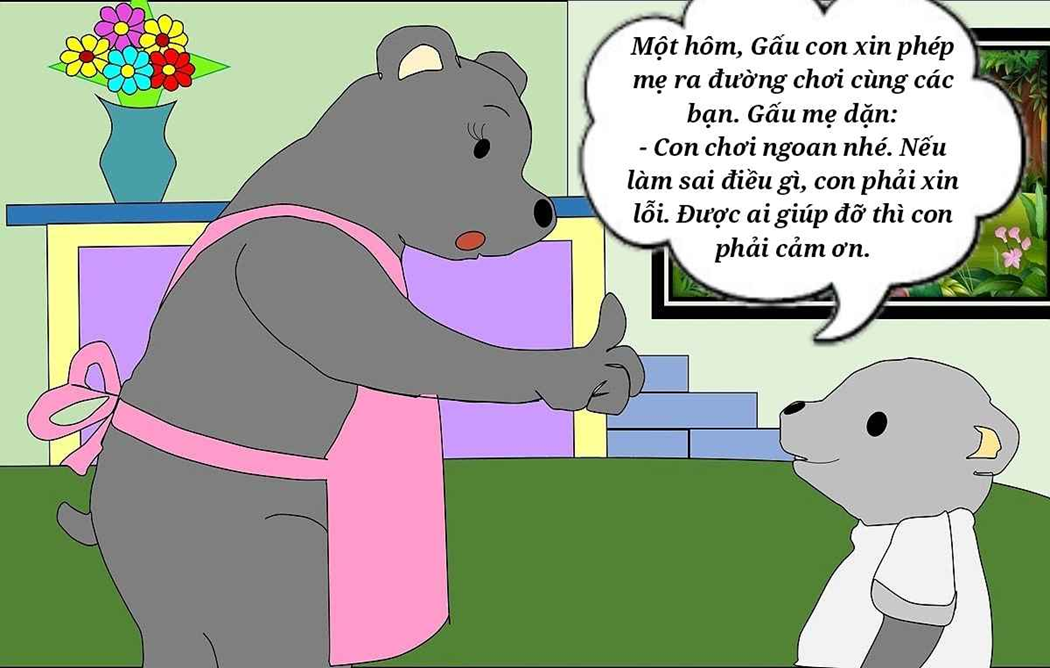 Một hôm, Gấu con xin phép
mẹ ra đường chơi cùng các
bạn. Gấu mẹ dặn:
- Con chơi ngoan nhé. Nếu
làm sai điều gì, con phải xin
lỗi. Được ai giúp đỡ thì con
phải cảm ơn.